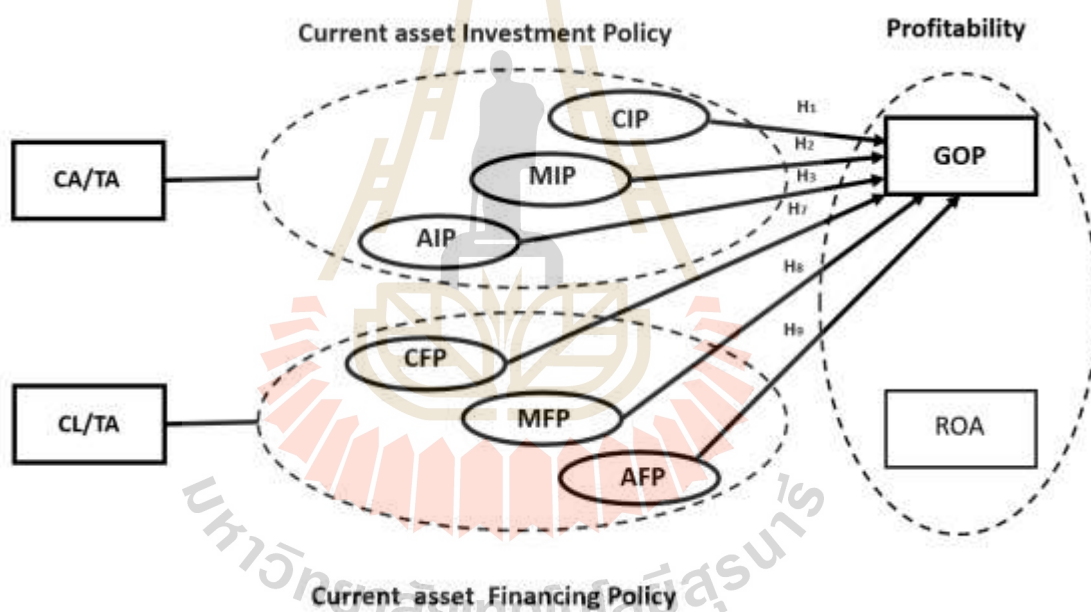 Current asset Investment Policy
Profitability
CIP
H1
GOP
H2
MIP
CA/TA
H3
H7
AIP
H8
H9
CFP
MFP
CL/TA
ROA
AFP
Current asset Financing Policy